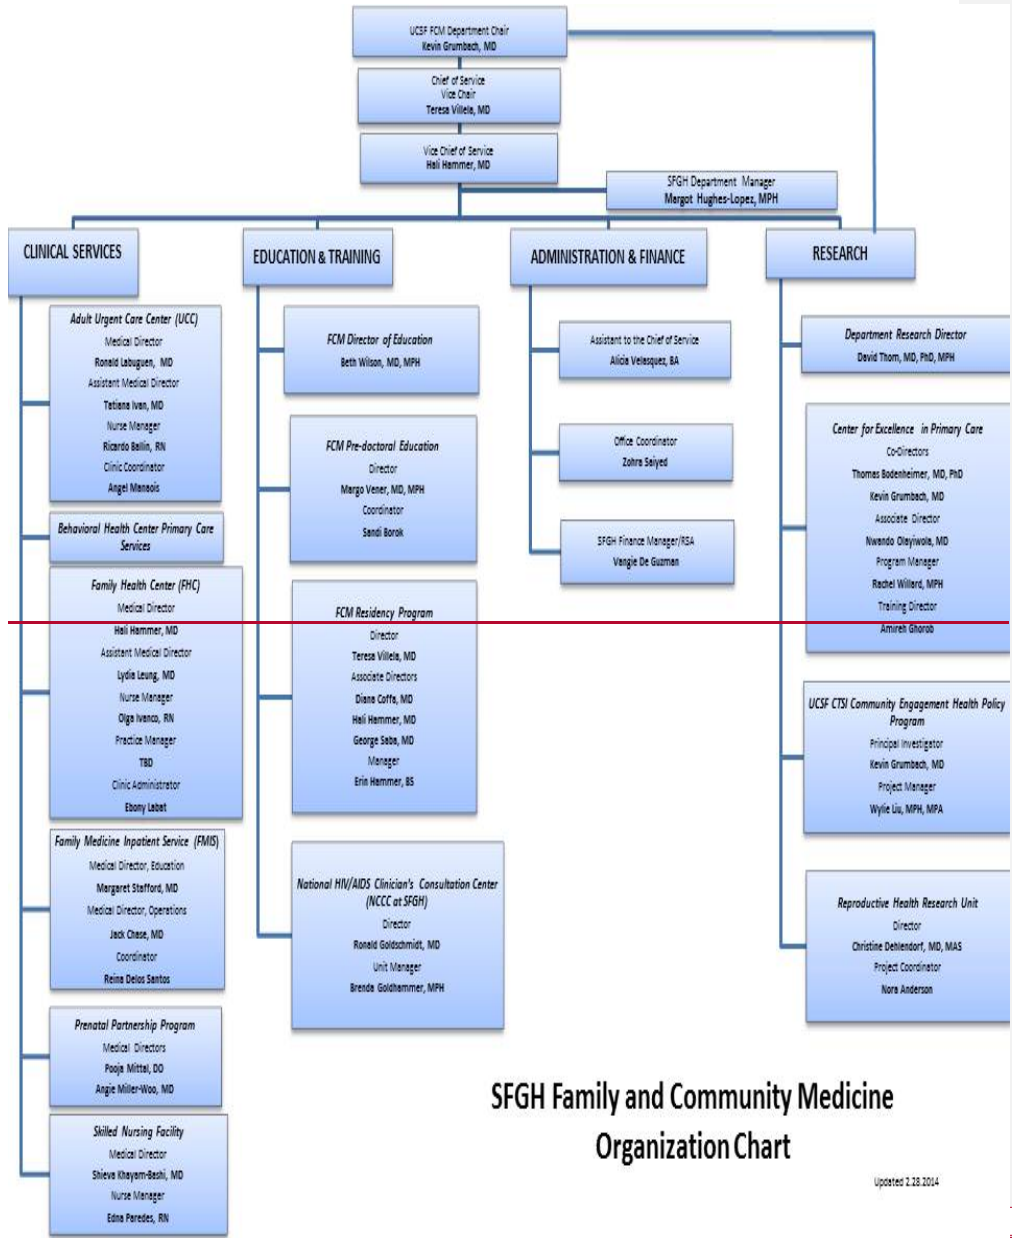 UCSF FCM Department Chair
Kevin Grumbach, MD
Chief of Service
Vice Chair
Teresa Villela, MD
Vice Chief of Service
Hali Hammer, MD
SFGH Department Manager
Margot Hughes-Lopez, MPH
CLINICAL SERVICES
Adult Urgent Care Center (UCC)
Medical Director
Ronald Labuguen, MD
Assistant Medical Director
Tatiana Ivan, MD
Nurse Manager
Ricardo Ballin, RN
Clinic Coordinator
Angel Manaois
Behavioral Health Center Primary Care
Services
Family Health Center (FHC)
Medical Director
Hali Hammer, MD
Assistant Medical Director
Lydia Leung, MD
Nurse Manager
Olga Ivanco, RN
Practice Manager
TBD
Clinic Administrator
Ebony Labat
Family Medicine Inpatient Service (FMIS)
Medical Director, Education
Margaret Stafford, MD
Medical Director, Operations
Jack Chase, MD
Coordinator
Reina Delos Santos
Prenatal Partnership Program
Medical Directors
Pooja Mittal, DO
Angie Miller-Woo, MD
Skilled Nursing Facility
Medical Director
Shieva Khayam-Bashi, MD
Nurse Manager
Edna Paredes, RN
EDUCATION & TRAINING
FCM Director of Education
Beth Wilson, MD, MPH
FCM Pre-doctoral Education
Director
Margo Vener, MD, MPH
Coordinator
Sandi Borok
FCM Residency Program
Director
Teresa Villela, MD
Associate Directors
Diana Coffa, MD
Hali Hammer, MD
George Saba, MD
Manager
Erin Hammer, BS
National HIV/AIDS Clinician's Consultation Center
(NCCC at SFGH)
Director
Ronald Goldschmidt, MD
Unit Manager
Brenda Goldhammer, MPH
ADMINISTRATION & FINANCE
Assistant to the Chief of Service
Alicia Velasquez, BA
Office Coordinator
Zohra Saiyed
SFGH Finance Manager/RSA
Vangie De Guzman
RESEARCH
Department Research Director
David Thom, MD, PhD, MPH
Center for Excellence in Primary Care
Co-Directors
Thomas Bodenheimer, MD, PhD
Kevin Grumbach, MD
Associate Director
Nwando Olayiwola, MD
Program Manager
Rachel Willard, MPH
Training Director
Amireh Ghorob
UCSF CTSI Community Engagement Health Policy
Program
Principal Investigator
Kevin Grumbach, MD
Project Manager
Wylie Liu, MPH, MPA
Reproductive Health Research Unit
Director
Christine Dehlendorf, MD, MAS
Project Coordinator
Nora Anderson
SFGH Family and Community Medicine
Organization Chart
Updated 2.28.2014